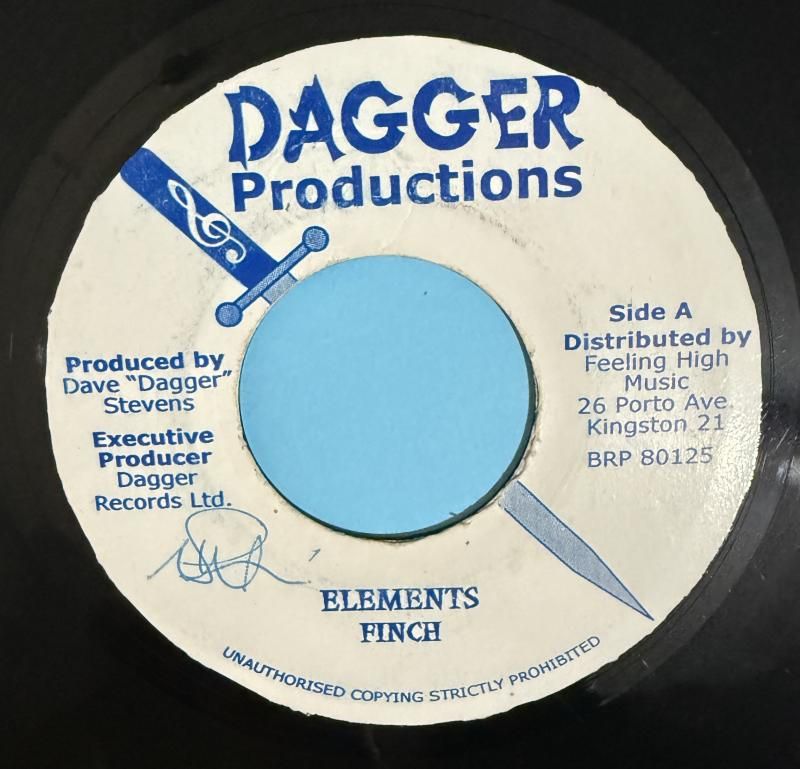 DAGGER
Productions
Produced by
Dave "Dagger"
Stevens
Executive
Producer
Dagger
Records Ltd.
Side A
Distributed by
Feeling High
Music
26 Porto Ave.
Kingston 21
BRP 80125
ELEMENTS
FINCH
UNAUTHORISED COPYING STRICTLY PROHIBITED